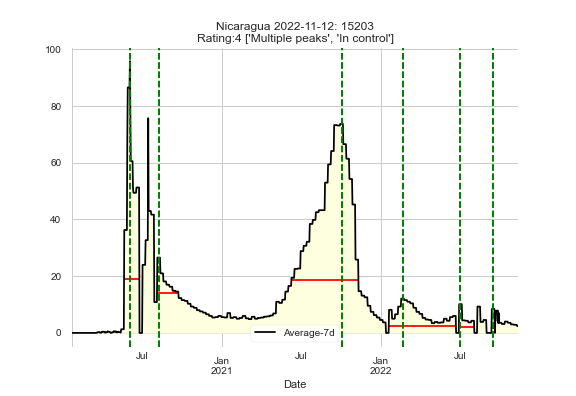 Nicaragua 2022-11-12: 15203
Rating:4 ['Multiple peaks', 'In control']
100
80
60
40
20
0
Average-7d
Jul
Jan
2021
Jul
Jan
2022
Jul
Date